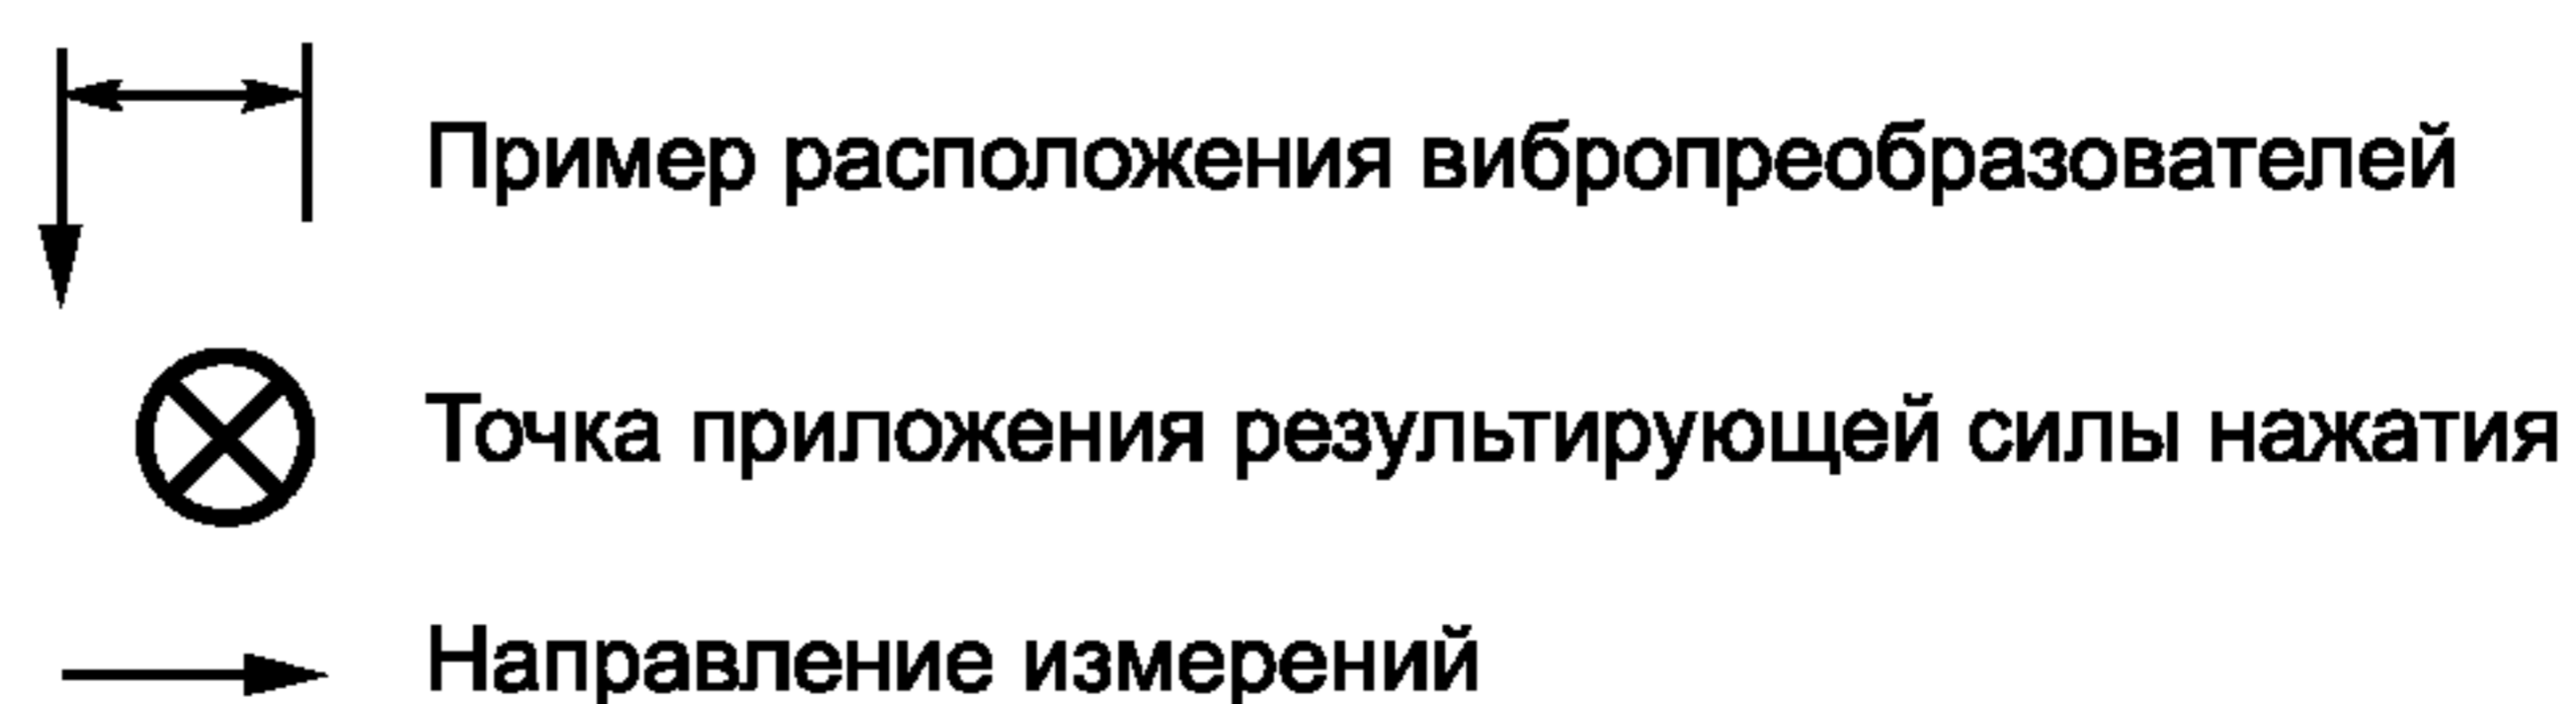 Пример расположения вибропреобразователей
Точка приложения результирующей силы нажатия
Направление измерений